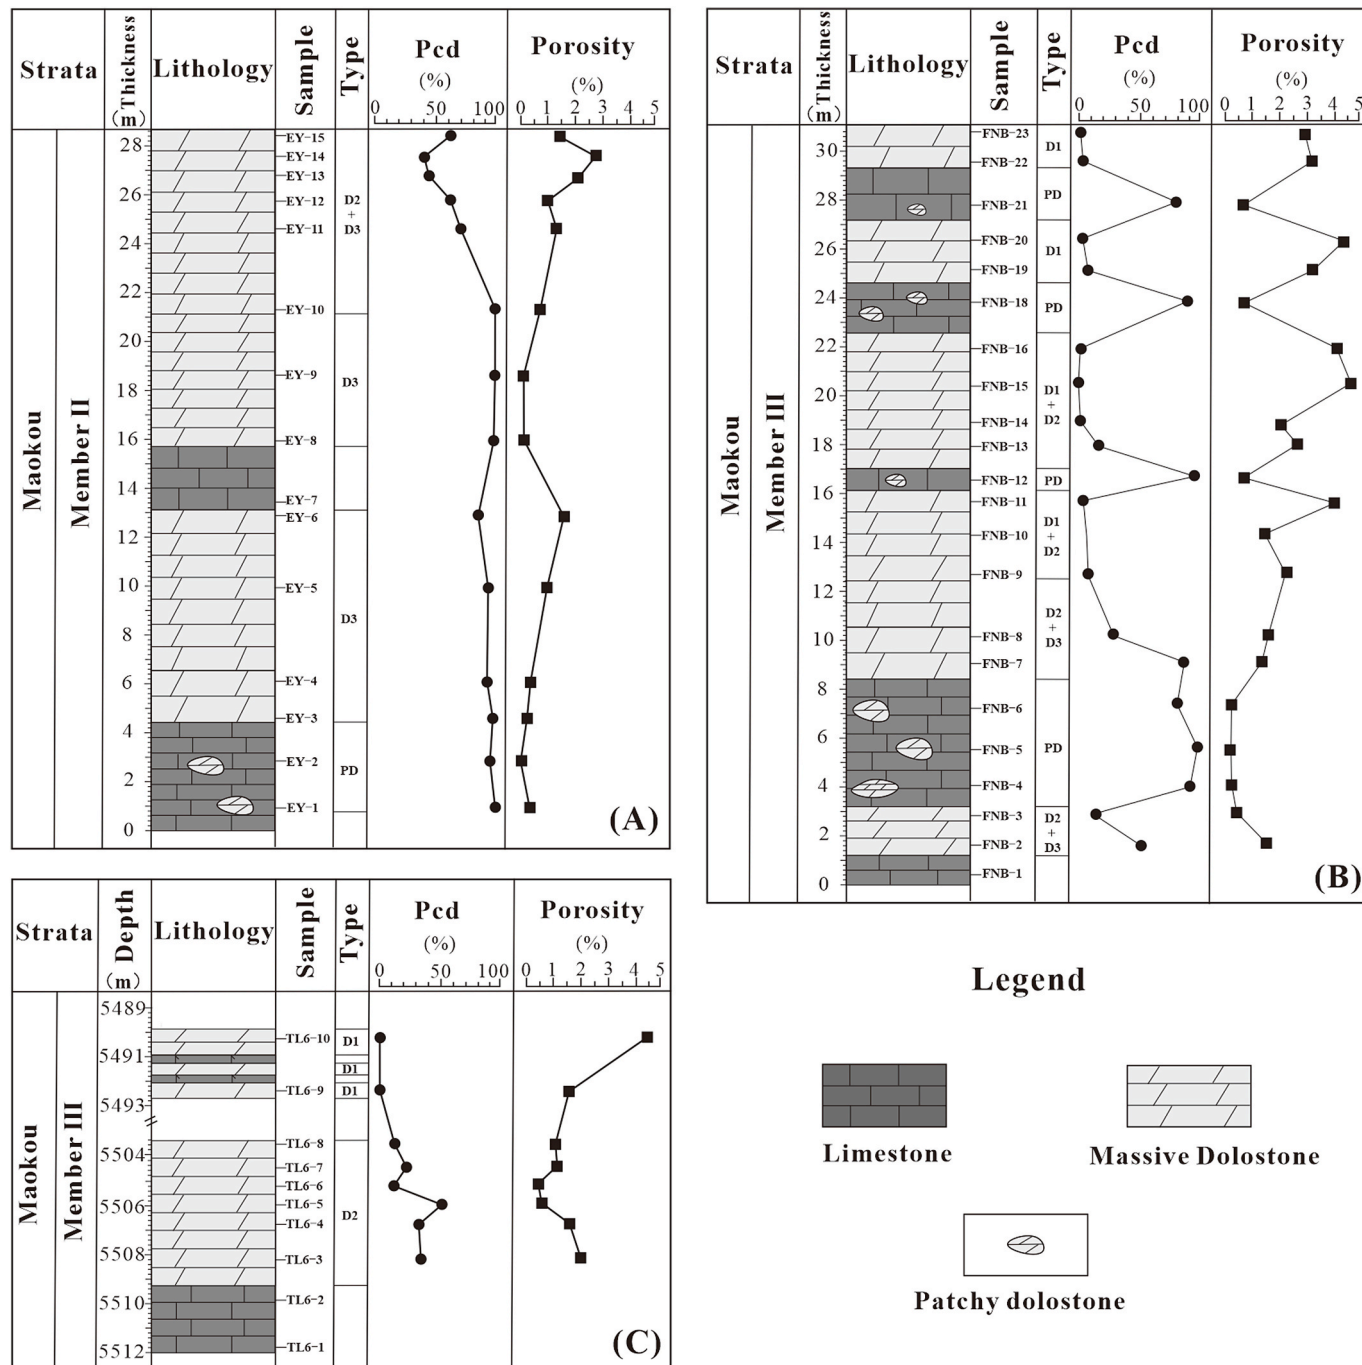 Strata
Thickness
(m)
Lithology
Sample
Type
Pcd
(%)
0 50 100
Porosity
(%)
0 1 2 3 4 5
Maokou
Member II
28
26
24
22
20
18
16
14
12
10
8
6
4
2
0
EY-15
EY-14
EY-13
EY-12
EY-11
EY-10
EY-9
EY-8
EY-7
EY-6
EY-5
EY-4
EY-3
EY-2
EY-1
D2
+
D3
D3
D3
PD
(A)
Strata
Thickness
(m)
Lithology
Sample
Type
Pcd
(%)
0 50 100
Porosity
(%)
0 1 2 3 4 5
Maokou
Member III
30
28
26
24
22
20
18
16
14
12
10
8
6
4
2
0
FNB-23
FNB-22
FNB-21
FNB-20
FNB-19
FNB-18
FNB-16
FNB-15
FNB-14
FNB-13
FNB-12
FNB-11
FNB-10
FNB-9
FNB-8
FNB-7
FNB-6
FNB-5
FNB-4
FNB-3
FNB-2
FNB-1
D1
PD
D1
PD
D1
+
D2
PD
D1
+
D2
D2
+
D3
PD
D2
+
D3
(B)
Strata
Depth
(m)
Lithology
Sample
Type
Pcd
(%)
0 50 100
Porosity
(%)
0 1 2 3 4 5
Maokou
Member III
5489
5491
5493
5504
5506
5508
5510
5512
TL6-10
TL6-9
TL6-8
TL6-7
TL6-6
TL6-5
TL6-4
TL6-3
TL6-2
TL6-1
D1
D1
D1
D2
(C)
Legend
Limestone
Massive Dolostone
Patchy dolostone